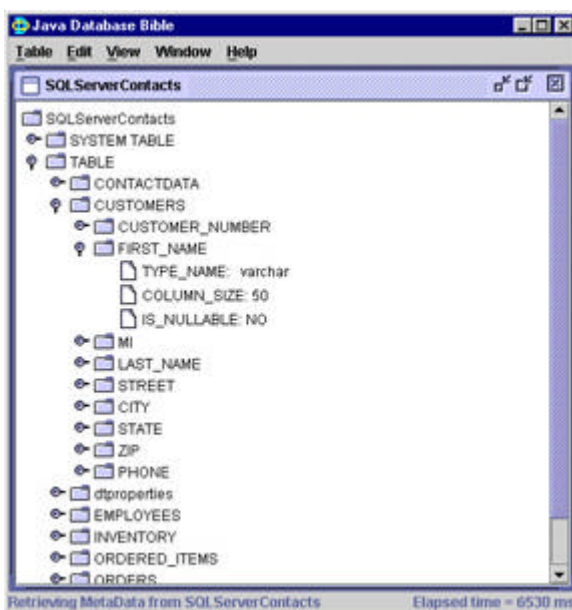 Java Database Bible
Table Edit View Window Help
SQLServerContacts
SQLServerContacts
SYSTEM TABLE
TABLE
CONTACTDATA
CUSTOMERS
CUSTOMER_NUMBER
FIRST_NAME
TYPE_NAME: varchar
COLUMN_SIZE: 50
IS_NULLABLE: NO
MI
LAST_NAME
STREET
CITY
STATE
ZIP
PHONE
dtproperties
EMPLOYEES
INVENTORY
ORDERED_ITEMS
ORDERS
Retrieving MetaData from SQLServerContacts Elapsed time = 6530 ms